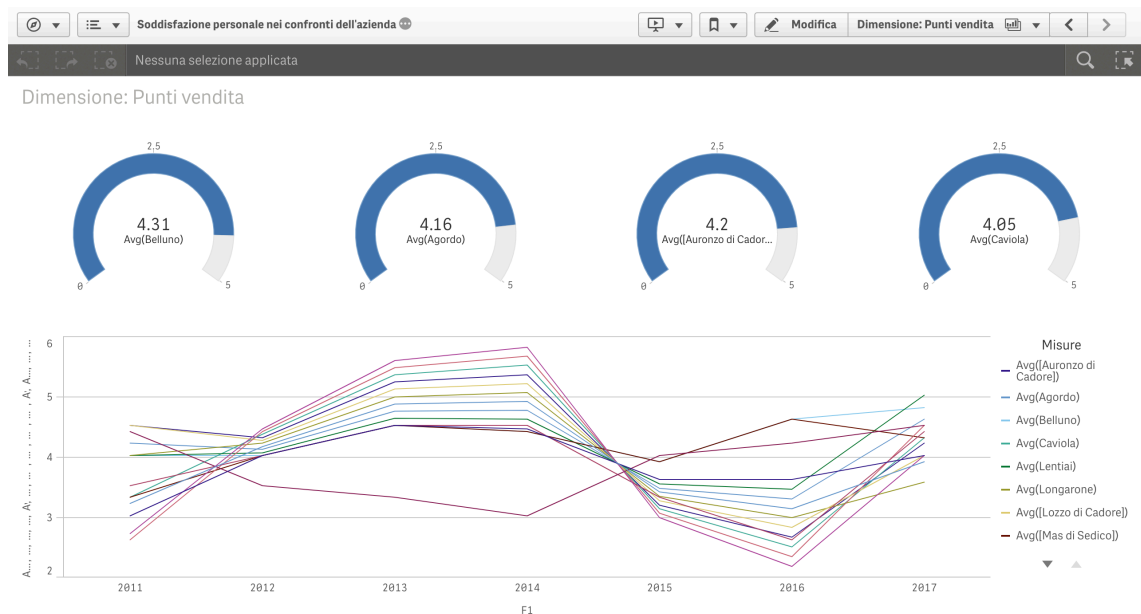 Soddisfazione personale nei confronti dell'azienda
Modifica
Dimensione: Punti vendita
Nessuna selezione applicata
Dimensione: Punti vendita
2,5
4.31
Avg(Belluno)
0
5
2,5
4.16
Avg(Agordo)
0
5
2,5
4.2
Avg([Auronzo di Cador...
0
5
2,5
4.05
Avg(Caviola)
0
5
6
5
4
3
2
2011
2012
2013
2014
2015
2016
2017
F1
Misure
Avg([Auronzo di
Cadore])
Avg(Agordo)
Avg(Belluno)
Avg(Caviola)
Avg(Lentiai)
Avg(Longarone)
Avg([Lozzo di Cadore])
Avg([Mas di Sedico])